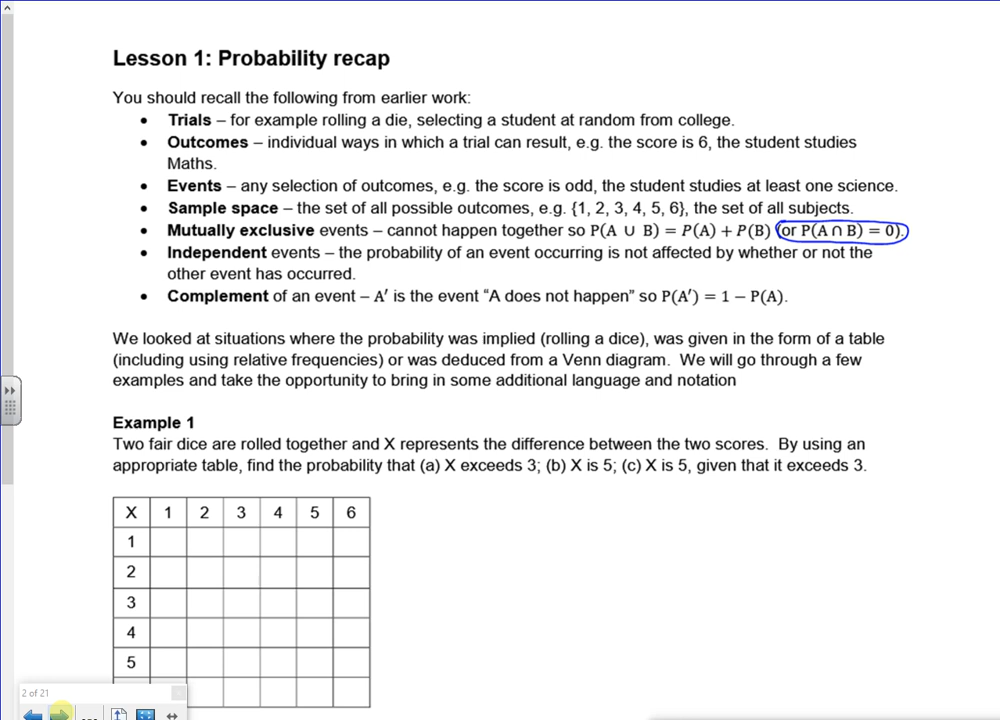 Lesson 1: Probability recap
You should recall the following from earlier work:
• Trials – for example rolling a die, selecting a student at random from college.
• Outcomes – individual ways in which a trial can result, e.g. the score is 6, the student studies
Maths.
• Events – any selection of outcomes, e.g. the score is odd, the student studies at least one science.
• Sample space – the set of all possible outcomes, e.g. {1, 2, 3, 4, 5, 6}, the set of all subjects.
• Mutually exclusive events – cannot happen together so P(A ∪ B) = P(A) + P(B) (or P(A ∩ B) = 0).
• Independent events – the probability of an event occurring is not affected by whether or not the
other event has occurred.
• Complement of an event – A′ is the event “A does not happen” so P(A′) = 1 – P(A).
We looked at situations where the probability was implied (rolling a dice), was given in the form of a table
(including using relative frequencies) or was deduced from a Venn diagram. We will go through a few
examples and take the opportunity to bring in some additional language and notation
Example 1
Two fair dice are rolled together and X represents the difference between the two scores. By using an
appropriate table, find the probability that (a) X exceeds 3; (b) X is 5; (c) X is 5, given that it exceeds 3.
X 1 2 3 4 5 6
1
2
3
4
5
2 of 21